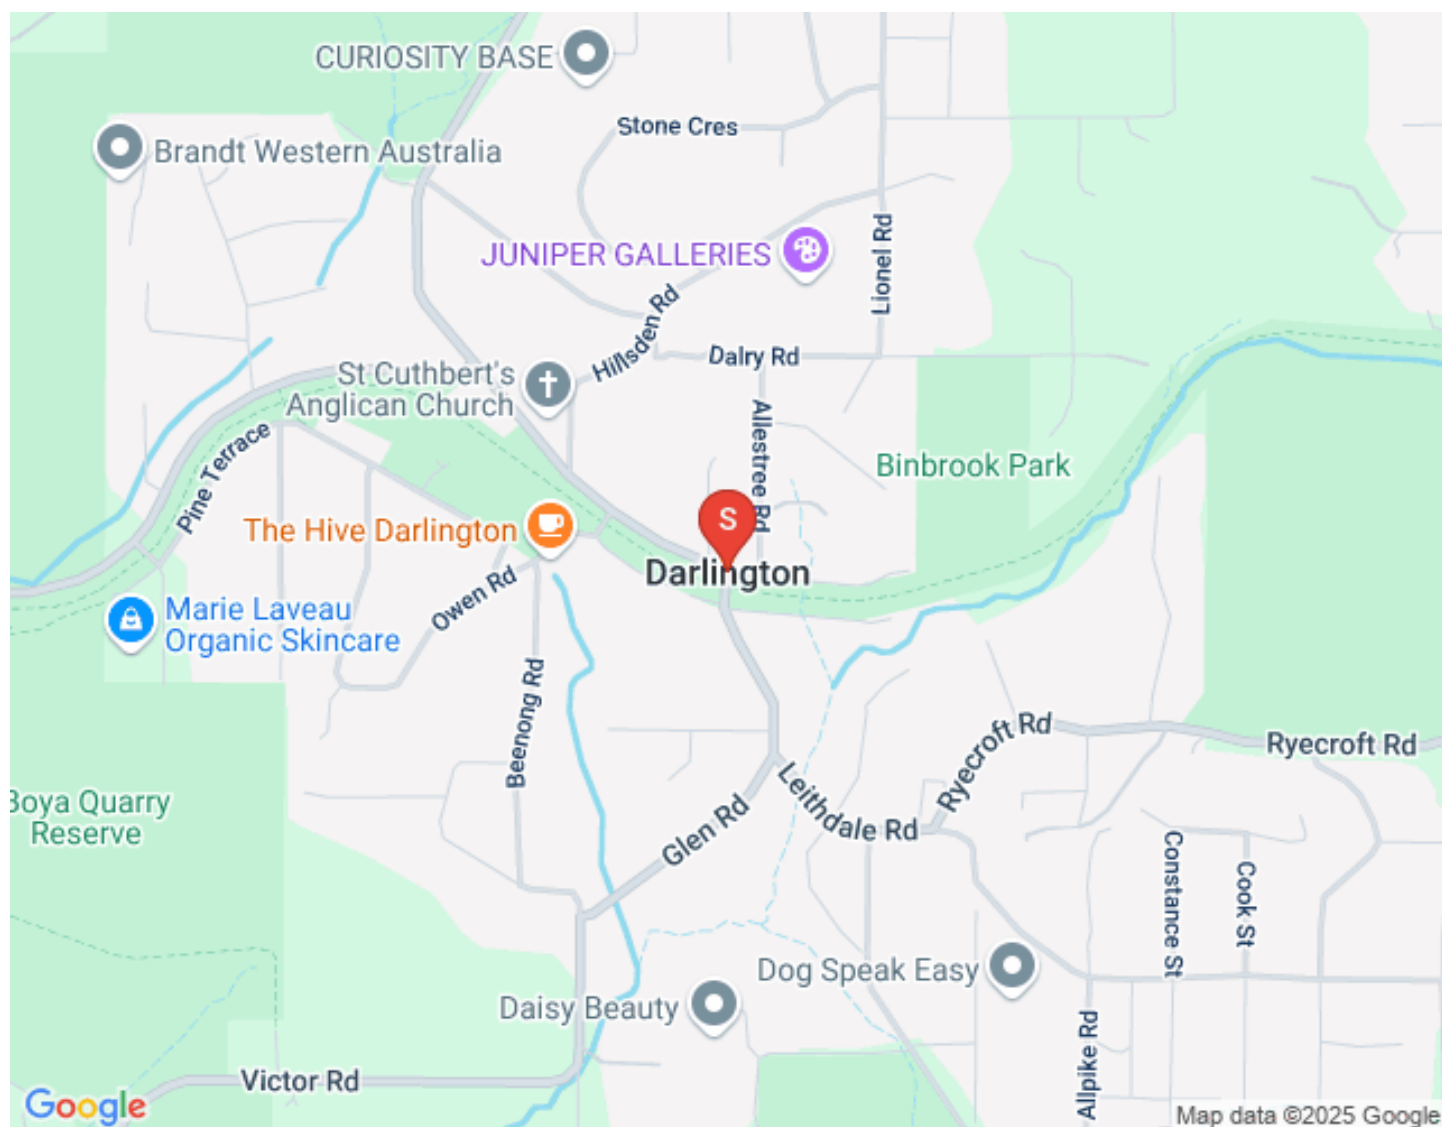 CURIOSITY BASE
Stone Cres
Brandt Western Australia
Lionel Rd
JUNIPER GALLERIES
Hillsden Rd
Dalry Rd
St Cuthbert's
Anglican Church
Allestree Rd
Pine Terrace
Binbrook Park
The Hive Darlington
S
Darlington
Owen Rd
Marie Laveau
Organic Skincare
Beenong Rd
Ryecroft Rd
Ryecroft Rd
Leithdale Rd
Boya Quarry
Reserve
Glen Rd
Constance St
Cook St
Dog Speak Easy
Daisy Beauty
Allpike Rd
Victor Rd
Google
Map data ©2025 Google